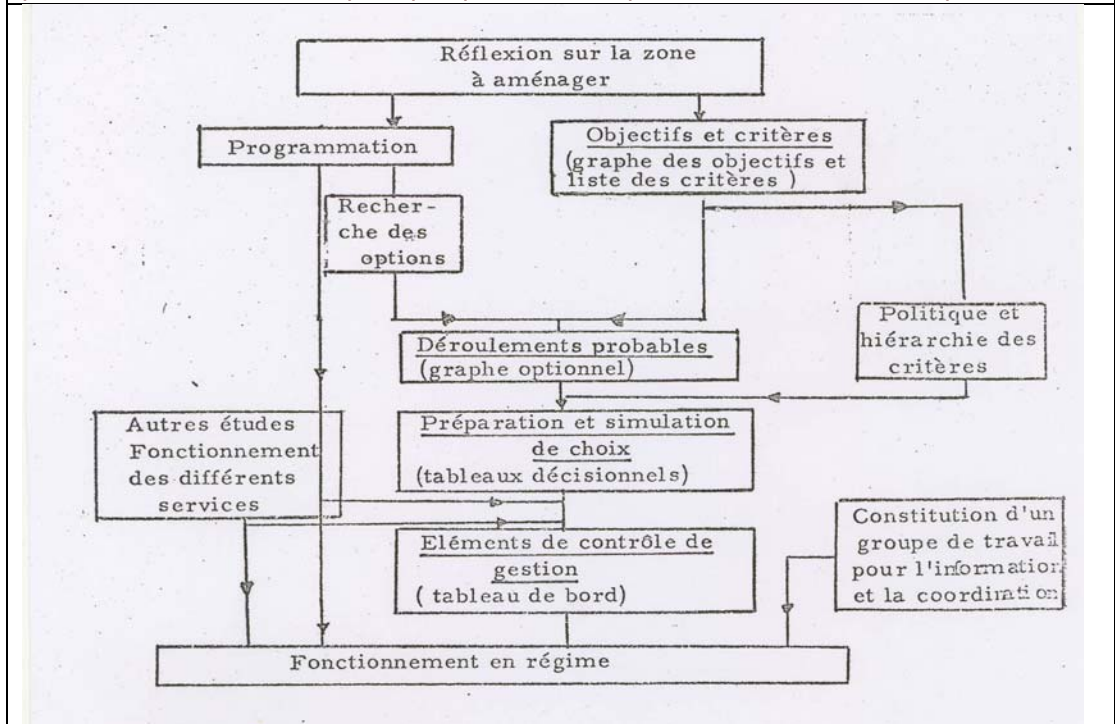 Réflexion sur la zone
à aménager
Programmation
Objectifs et critères
(graphe des objectifs et
liste des critères )
Recher-
che des
options
Politique et
hiérarchie des
critères
Déroulements probables
(graphe optionnel)
Autres études
Fonctionnement
des différents
services
Préparation et simulation
de choix
(tableaux décisionnels)
Eléments de contrôle de
gestion
( tableau de bord)
Constitution d'un
groupe de travail
pour l'information
et la coordination
Fonctionnement en régime